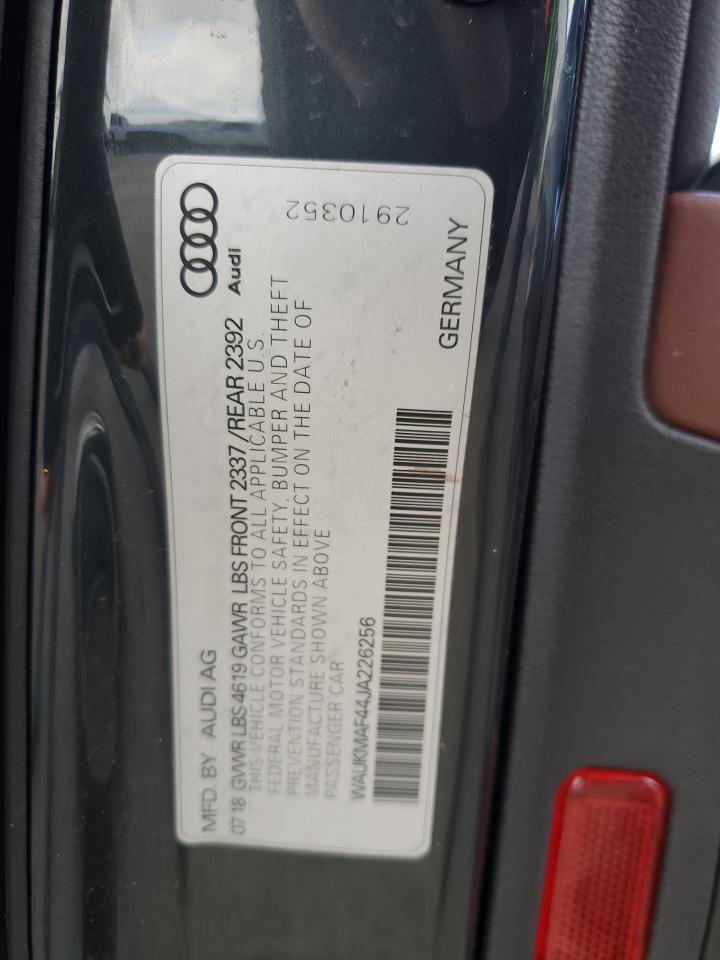 MFD. BY AUDI AG
Audi
07 18 GVWR LBS 4619 GAWR LBS FRONT 2337 / REAR 2392
THIS VEHICLE CONFORMS TO ALL APPLICABLE U.S.
FEDERAL MOTOR VEHICLE SAFETY, BUMPER AND THEFT
PREVENTION STANDARDS IN EFFECT ON THE DATE OF
MANUFACTURE SHOWN ABOVE
PASSENGER CAR
2910352
WAUKMAF44JA226256
GERMANY